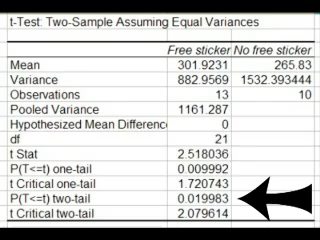 t-Test: Two-Sample Assuming Equal Variances
Free sticker No free sticker
Mean 301.9231 265.83
Variance 882.9569 1532.393444
Observations 13 10
Pooled Variance 1161.287
Hypothesized Mean Differenc 0
df 21
t Stat 2.518036
P(T<=t) one-tail 0.009992
t Critical one-tail 1.720743
P(T<=t) two-tail 0.019983
t Critical two-tail 2.079614